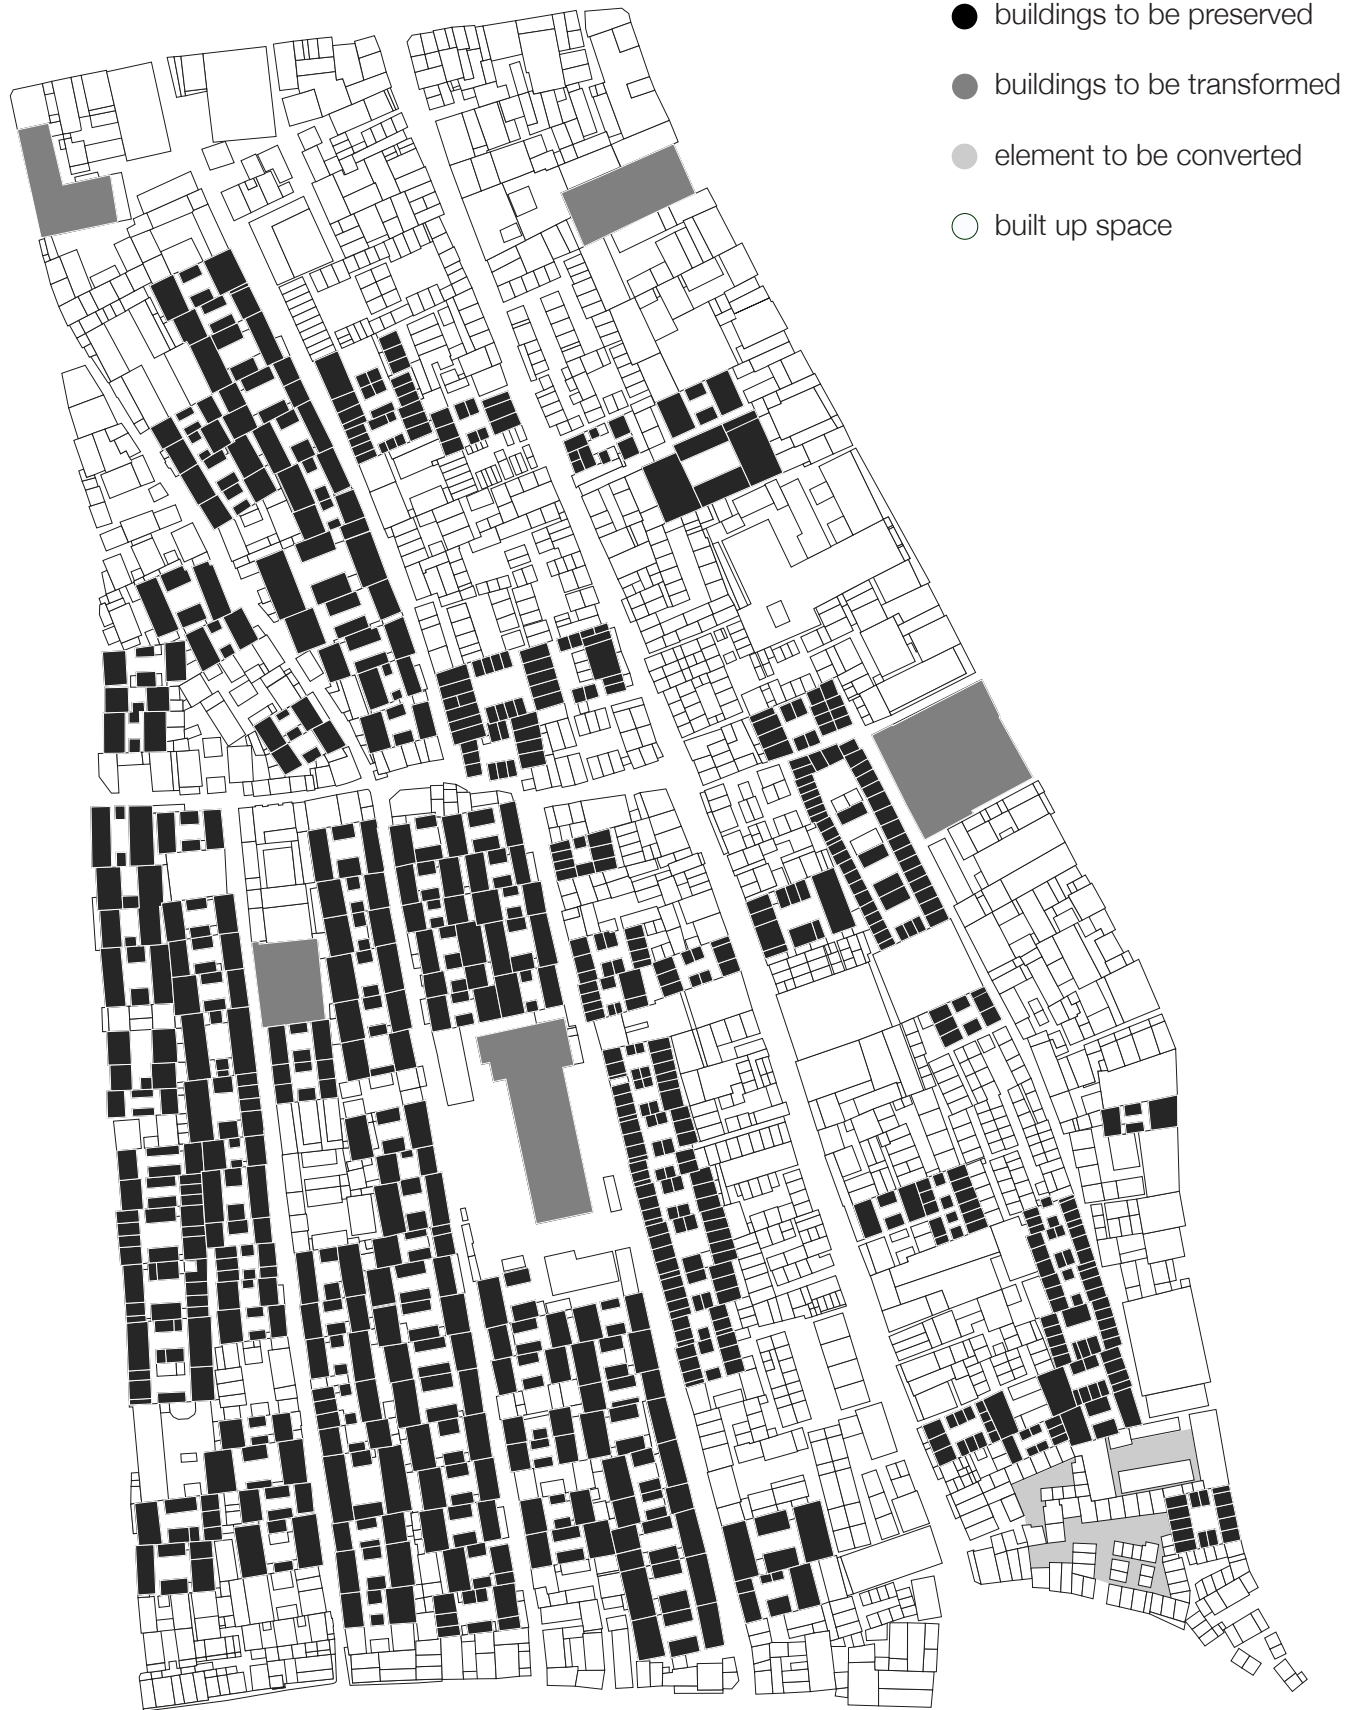 buildings to be preserved
buildings to be transformed
element to be converted
built up space